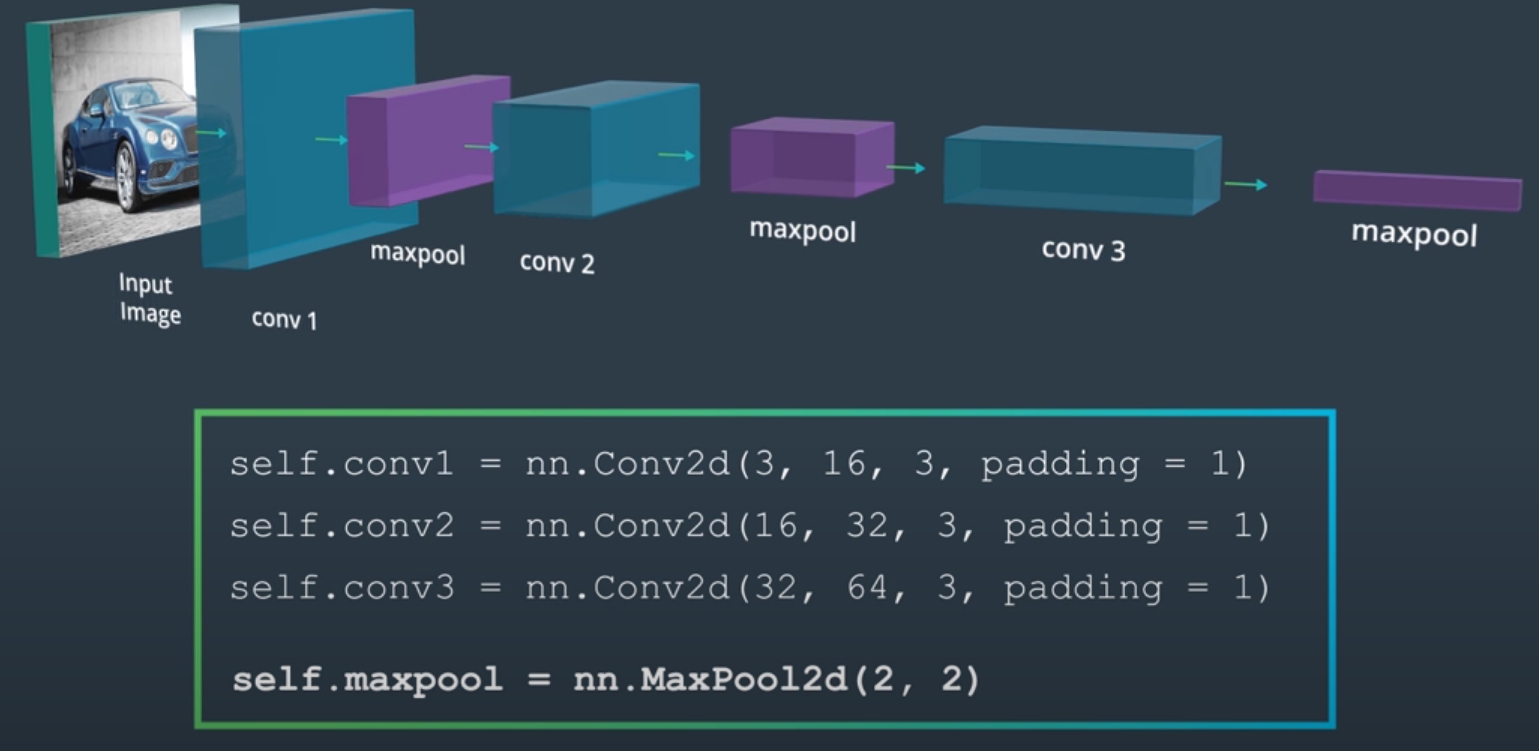 Input
Image
conv 1
maxpool
conv 2
maxpool
conv 3
maxpool
self.conv1 = nn.Conv2d(3, 16, 3, padding = 1)
self.conv2 = nn.Conv2d(16, 32, 3, padding = 1)
self.conv3 = nn.Conv2d(32, 64, 3, padding = 1)
self.maxpool = nn.MaxPool2d(2, 2)